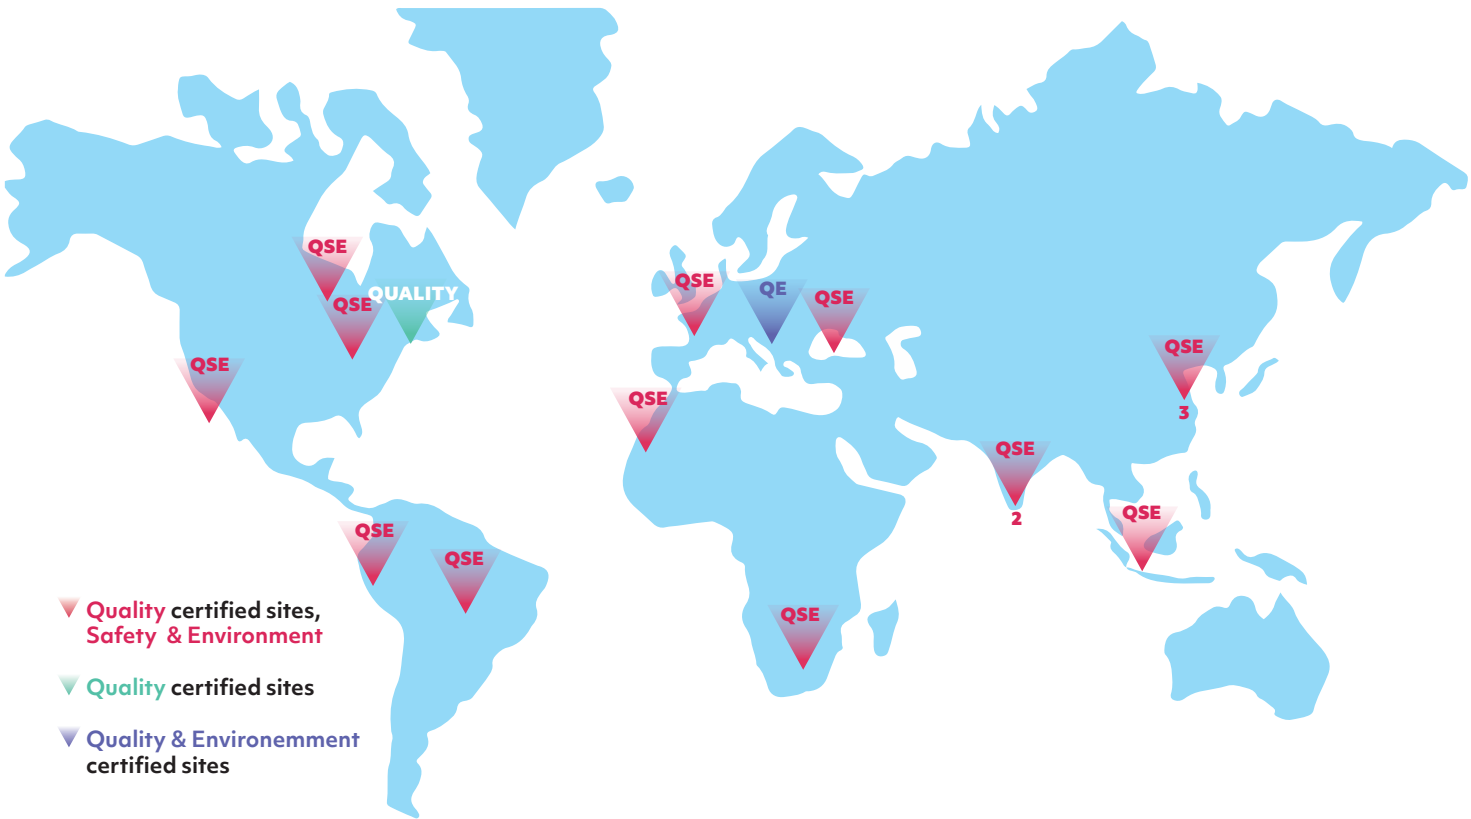 QSE
QSE
QE
QSE
QUALITY
QSE
QSE
QSE
QSE
QSE
3
QSE
2
QSE
QSE
QSE
QSE
Quality certified sites,
Safety & Environment
Quality certified sites
Quality & Environemment
certified sites